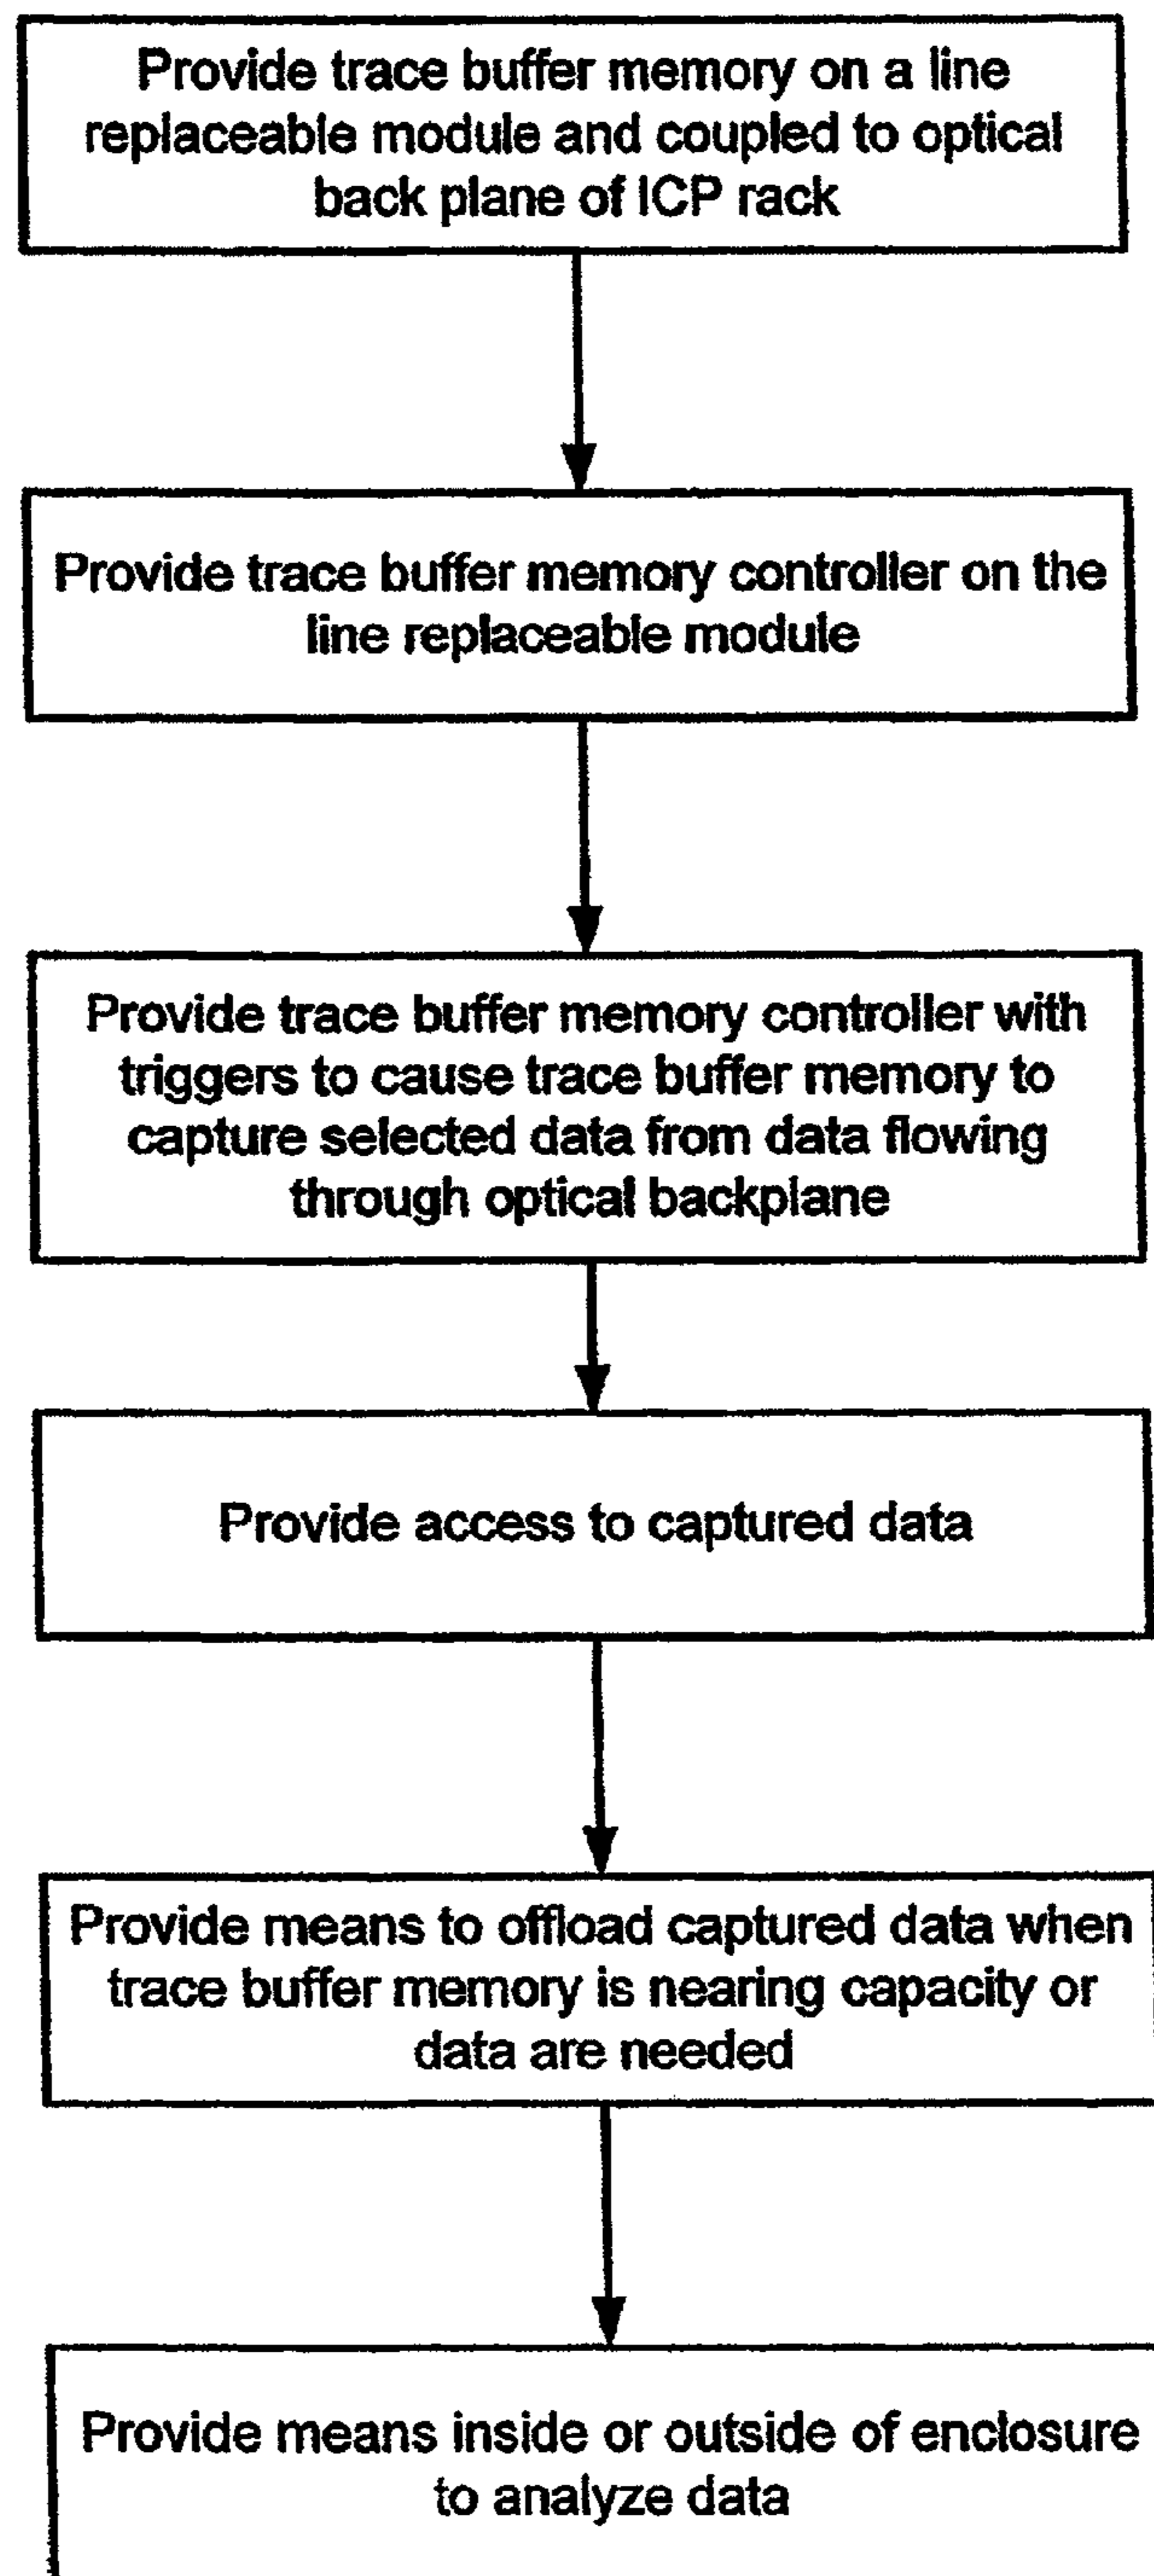 Provide trace buffer memory on a line
replaceable module and coupled to optical
back plane of ICP rack
Provide trace buffer memory controller on the
line replaceable module
Provide trace buffer memory controller with
triggers to cause trace buffer memory to
capture selected data from data flowing
through optical backplane
Provide access to captured data
Provide means to offload captured data when
trace buffer memory is nearing capacity or
data are needed
Provide means inside or outside of enclosure
to analyze data